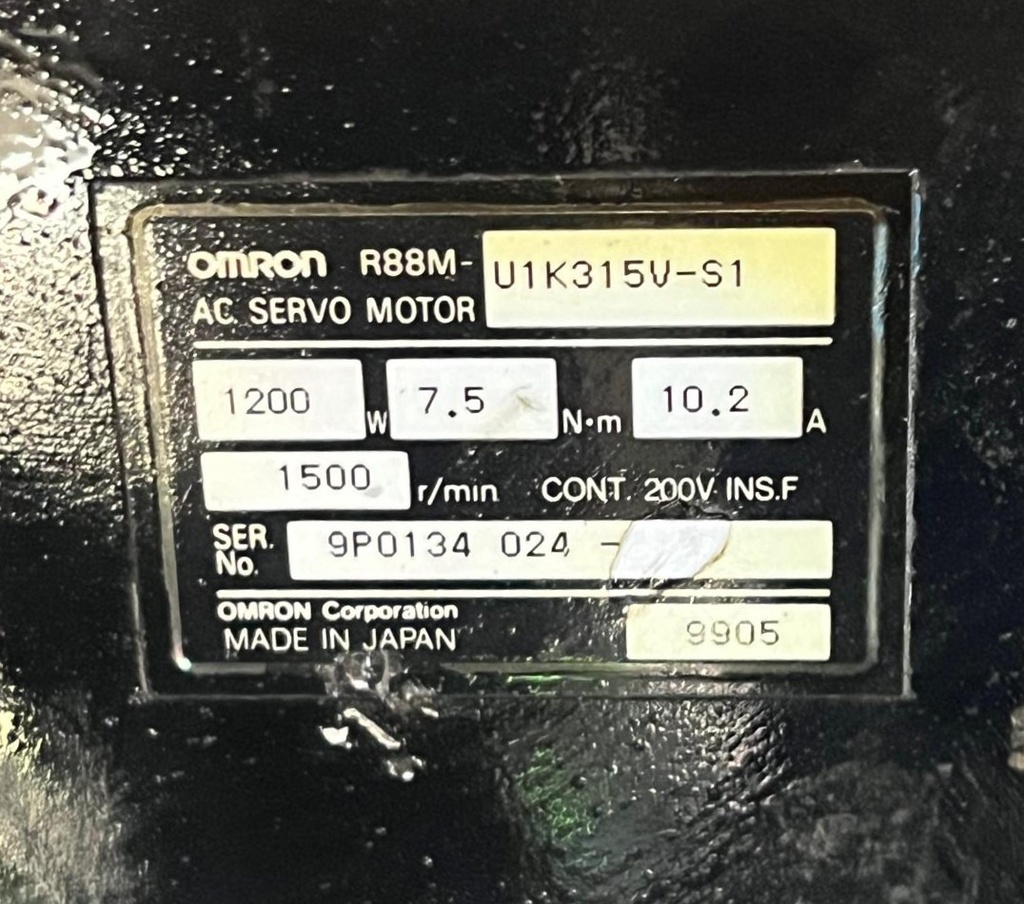 OMRON R88M- U1K315V-S1
AC SERVO MOTOR
1200 W 7.5 N·m 10.2 A
1500 r/min CONT. 200V INS.F
SER. No. 9P0134 024 -
OMRON Corporation
MADE IN JAPAN 9905